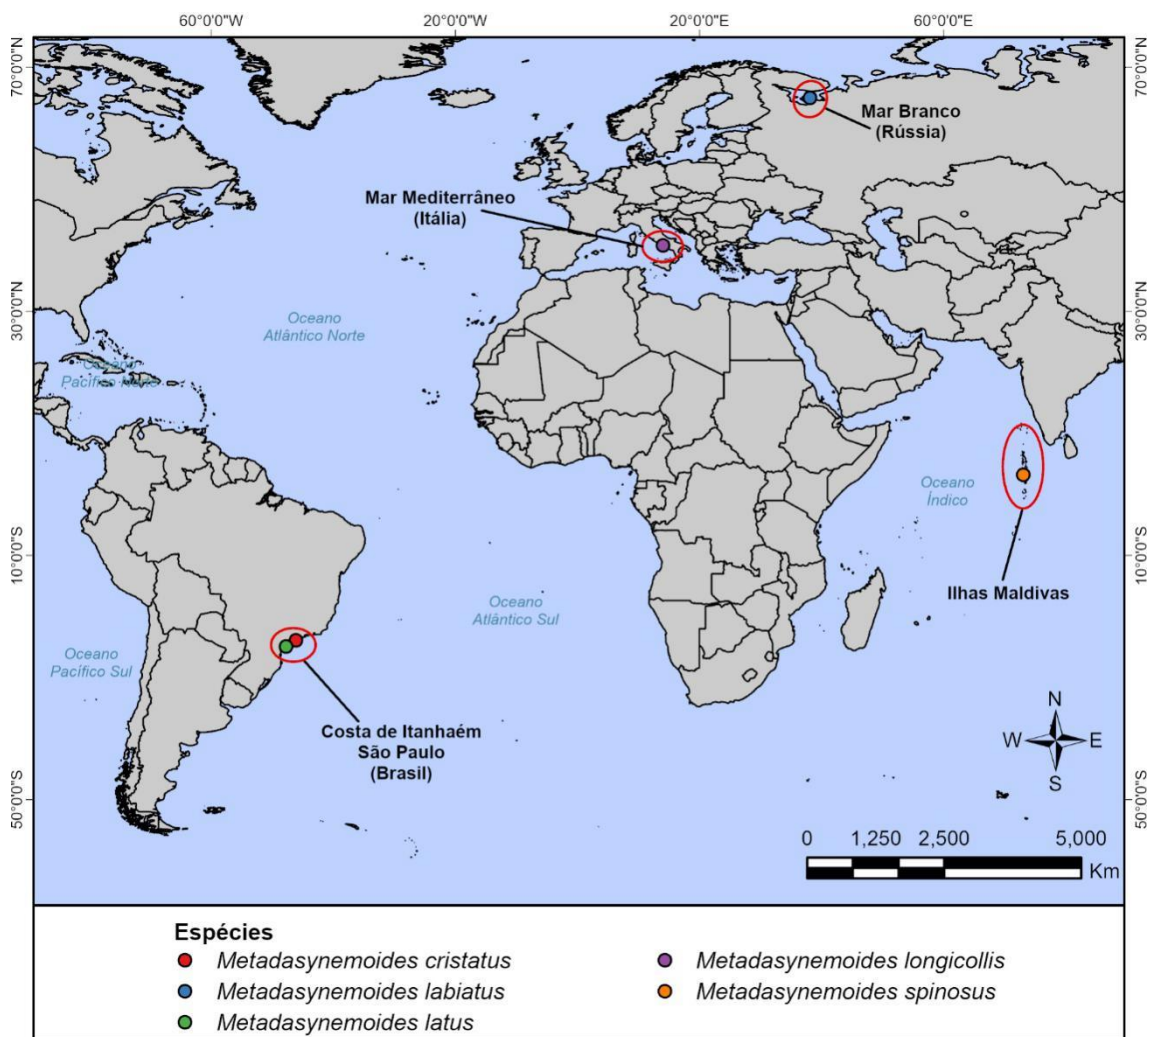 60°0'0"W
20°0'0"W
20°0'0"E
60°0'0"E
70°0'0"N
70°0'0"N
Mar Branco
(Rússia)
Mar Mediterrâneo
(Itália)
30°0'0"N
30°0'0"N
Oceano
Atlântico Norte
Oceano
Pacífico Norte
Oceano
Índico
10°0'0"S
10°0'0"S
Ilhas Maldivas
Oceano
Atlântico Sul
Oceano
Pacífico Sul
Costa de Itanhaém
São Paulo
(Brasil)
N
W
E
S
50°0'0"S
50°0'0"S
0 1,250 2,500 5,000
Km
Espécies
Metadasynemoides cristatus
Metadasynemoides labiatus
Metadasynemoides latus
Metadasynemoides longicollis
Metadasynemoides spinosus